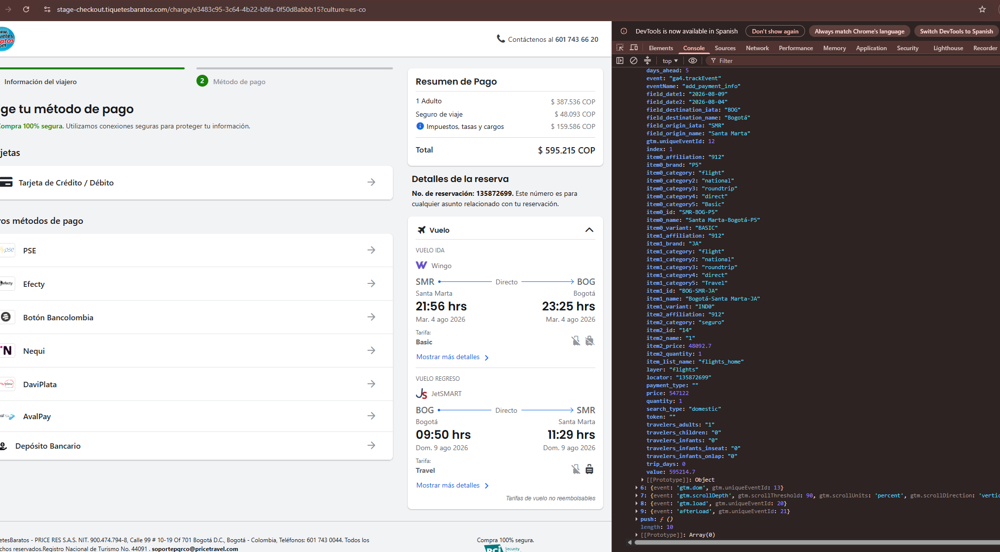 stage-checkout.tiquetesbaratos.com/charge/e3483c95-3c64-4b22-b8fa-0f50d8abbb15?culture=es-co
Contáctenos al 601 743 66 20
Información del viajero
2 Método de pago
ge tu método de pago
ompra 100% segura. Utilizamos conexiones seguras para proteger tu información.
rjetas
Tarjeta de Crédito / Débito
ros métodos de pago
PSE
Efecty
Botón Bancolombia
Nequi
DaviPlata
AvalPay
Depósito Bancario
Resumen de Pago
1 Adulto $ 387.536 COP
Seguro de viaje $ 48.093 COP
Impuestos, tasas y cargos $ 159.586 COP
Total $ 595.215 COP
Detalles de la reserva
No. de reservación: 135872699. Este número es para
cualquier asunto relacionado con tu reservación.
Vuelo
VUELO IDA
Wingo
SMR Directo BOG
Santa Marta Bogotá
21:56 hrs 23:25 hrs
Mar. 4 ago 2026 Mar. 4 ago 2026
Tarifa:
Basic
Mostrar más detalles
VUELO REGRESO
JetSMART
BOG Directo SMR
Bogotá Santa Marta
09:50 hrs 11:29 hrs
Dom. 9 ago 2026 Dom. 9 ago 2026
Tarifa:
Travel
Mostrar más detalles
Tarifas de vuelo no reembolsables
etesBaratos - PRICE RES S.A.S. NIT. 900.474.794-8, Calle 99 # 10-19 Of 701 Bogotá D.C., Bogotá - Colombia, Teléfonos: 601 743 0044. Todos los
chos reservados.Registro Nacional de Turismo No. 44091 . soportepqrco@pricetravel.com
Compra 100% segura.
PCI Security
DevTools is now available in Spanish Don't show again Always match Chrome's language Switch DevTools to Spanish
Elements Console Sources Network Performance Memory Application Security Lighthouse Recorder
top Filter
days_ahead: 5
event: "ga4.trackEvent"
eventName: "add_payment_info"
field_date1: "2026-08-09"
field_date2: "2026-08-04"
field_destination_iata: "BOG"
field_destination_name: "Bogotá"
field_origin_iata: "SMR"
field_origin_name: "Santa Marta"
gtm.uniqueEventId: 12
index: 1
item0_affiliation: "912"
item0_brand: "P5"
item0_category: "flight"
item0_category2: "national"
item0_category3: "roundtrip"
item0_category4: "direct"
item0_category5: "Basic"
item0_id: "SMR-BOG-P5"
item0_name: "Santa Marta-Bogotá-P5"
item0_variant: "BASIC"
item1_affiliation: "912"
item1_brand: "JA"
item1_category: "flight"
item1_category2: "national"
item1_category3: "roundtrip"
item1_category4: "direct"
item1_category5: "Travel"
item1_id: "BOG-SMR-JA"
item1_name: "Bogotá-Santa Marta-JA"
item1_variant: "IND0"
item2_affiliation: "912"
item2_category: "seguro"
item2_id: "14"
item2_name: "1"
item2_price: 48092.7
item2_quantity: 1
item_list_name: "flights_home"
layer: "flights"
locator: "135872699"
payment_type: ""
price: 547122
quantity: 1
search_type: "domestic"
token: ""
travelers_adults: "1"
travelers_children: "0"
travelers_infants: "0"
travelers_infants_inseat: "0"
travelers_infants_onlap: "0"
trip_days: 0
value: 595214.7
[[Prototype]]: Object
6: {event: 'gtm.dom', gtm.uniqueEventId: 13}
7: {event: 'gtm.scrollDepth', gtm.scrollThreshold: 90, gtm.scrollUnits: 'percent', gtm.scrollDirection: 'vertic
8: {event: 'gtm.load', gtm.uniqueEventId: 20}
9: {event: 'afterLoad', gtm.uniqueEventId: 21}
push: ƒ ()
length: 10
[[Prototype]]: Array(0)